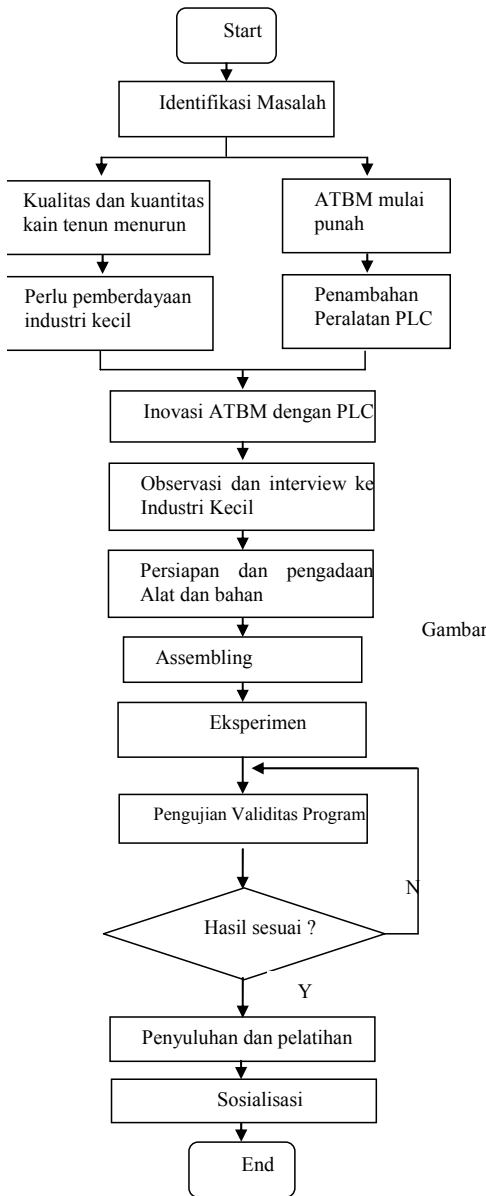 Start
Identifikasi Masalah
Kualitas dan kuantitas
kain tenun menurun
ATBM mulai
punah
Perlu pemberdayaan
industri kecil
Penambahan
Peralatan PLC
Inovasi ATBM dengan PLC
Observasi dan interview ke
Industri Kecil
Persiapan dan pengadaan
Alat dan bahan
Gambar
Assembling
Eksperimen
Pengujian Validitas Program
N
Hasil sesuai ?
Y
Penyuluhan dan pelatihan
Sosialisasi
End